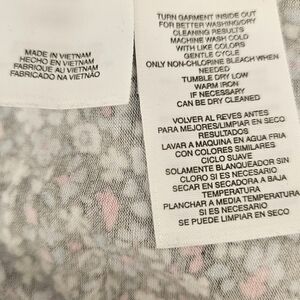 MADE IN VIETNAM
HECHO EN VIETNAM
FABRIQUE AU VIETNAM
FABRICADO NA VIETNÃO
TURN GARMENT INSIDE OUT
FOR BETTER WASHING/DRY
CLEANING RESULTS
MACHINE WASH COLD
WITH LIKE COLORS
GENTLE CYCLE
ONLY NON-CHLORINE BLEACH WHEN
NEEDED
TUMBLE DRY LOW
WARM IRON
IF NECESSARY
CAN BE DRY CLEANED
VOLVER AL REVES ANTES
PARA MEJORES/LIMPIAR EN SECO
RESULTADOS
LAVAR A MAQUINA EN AGUA FRIA
CON COLORES SIMILARES
CICLO SUAVE
SOLAMENTE BLANQUEADOR SIN
CLORO SI ES NECESARIO
SECAR EN SECADORA A BAJA
TEMPERATURA
PLANCHAR A MEDIA TEMPERATURA
SI ES NECESARIO
SE PUEDE LIMPIAR EN SECO